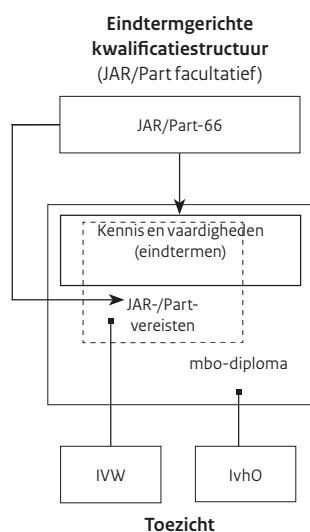 Eindtermgerichte
kwalificatiestructuur
(JAR/Part facultatief)
JAR/Part-66
Kennis en vaardigheden
(eindtermen)
JAR-/Part-
vereisten
mbo-diploma
IVW
IvhO
Toezicht